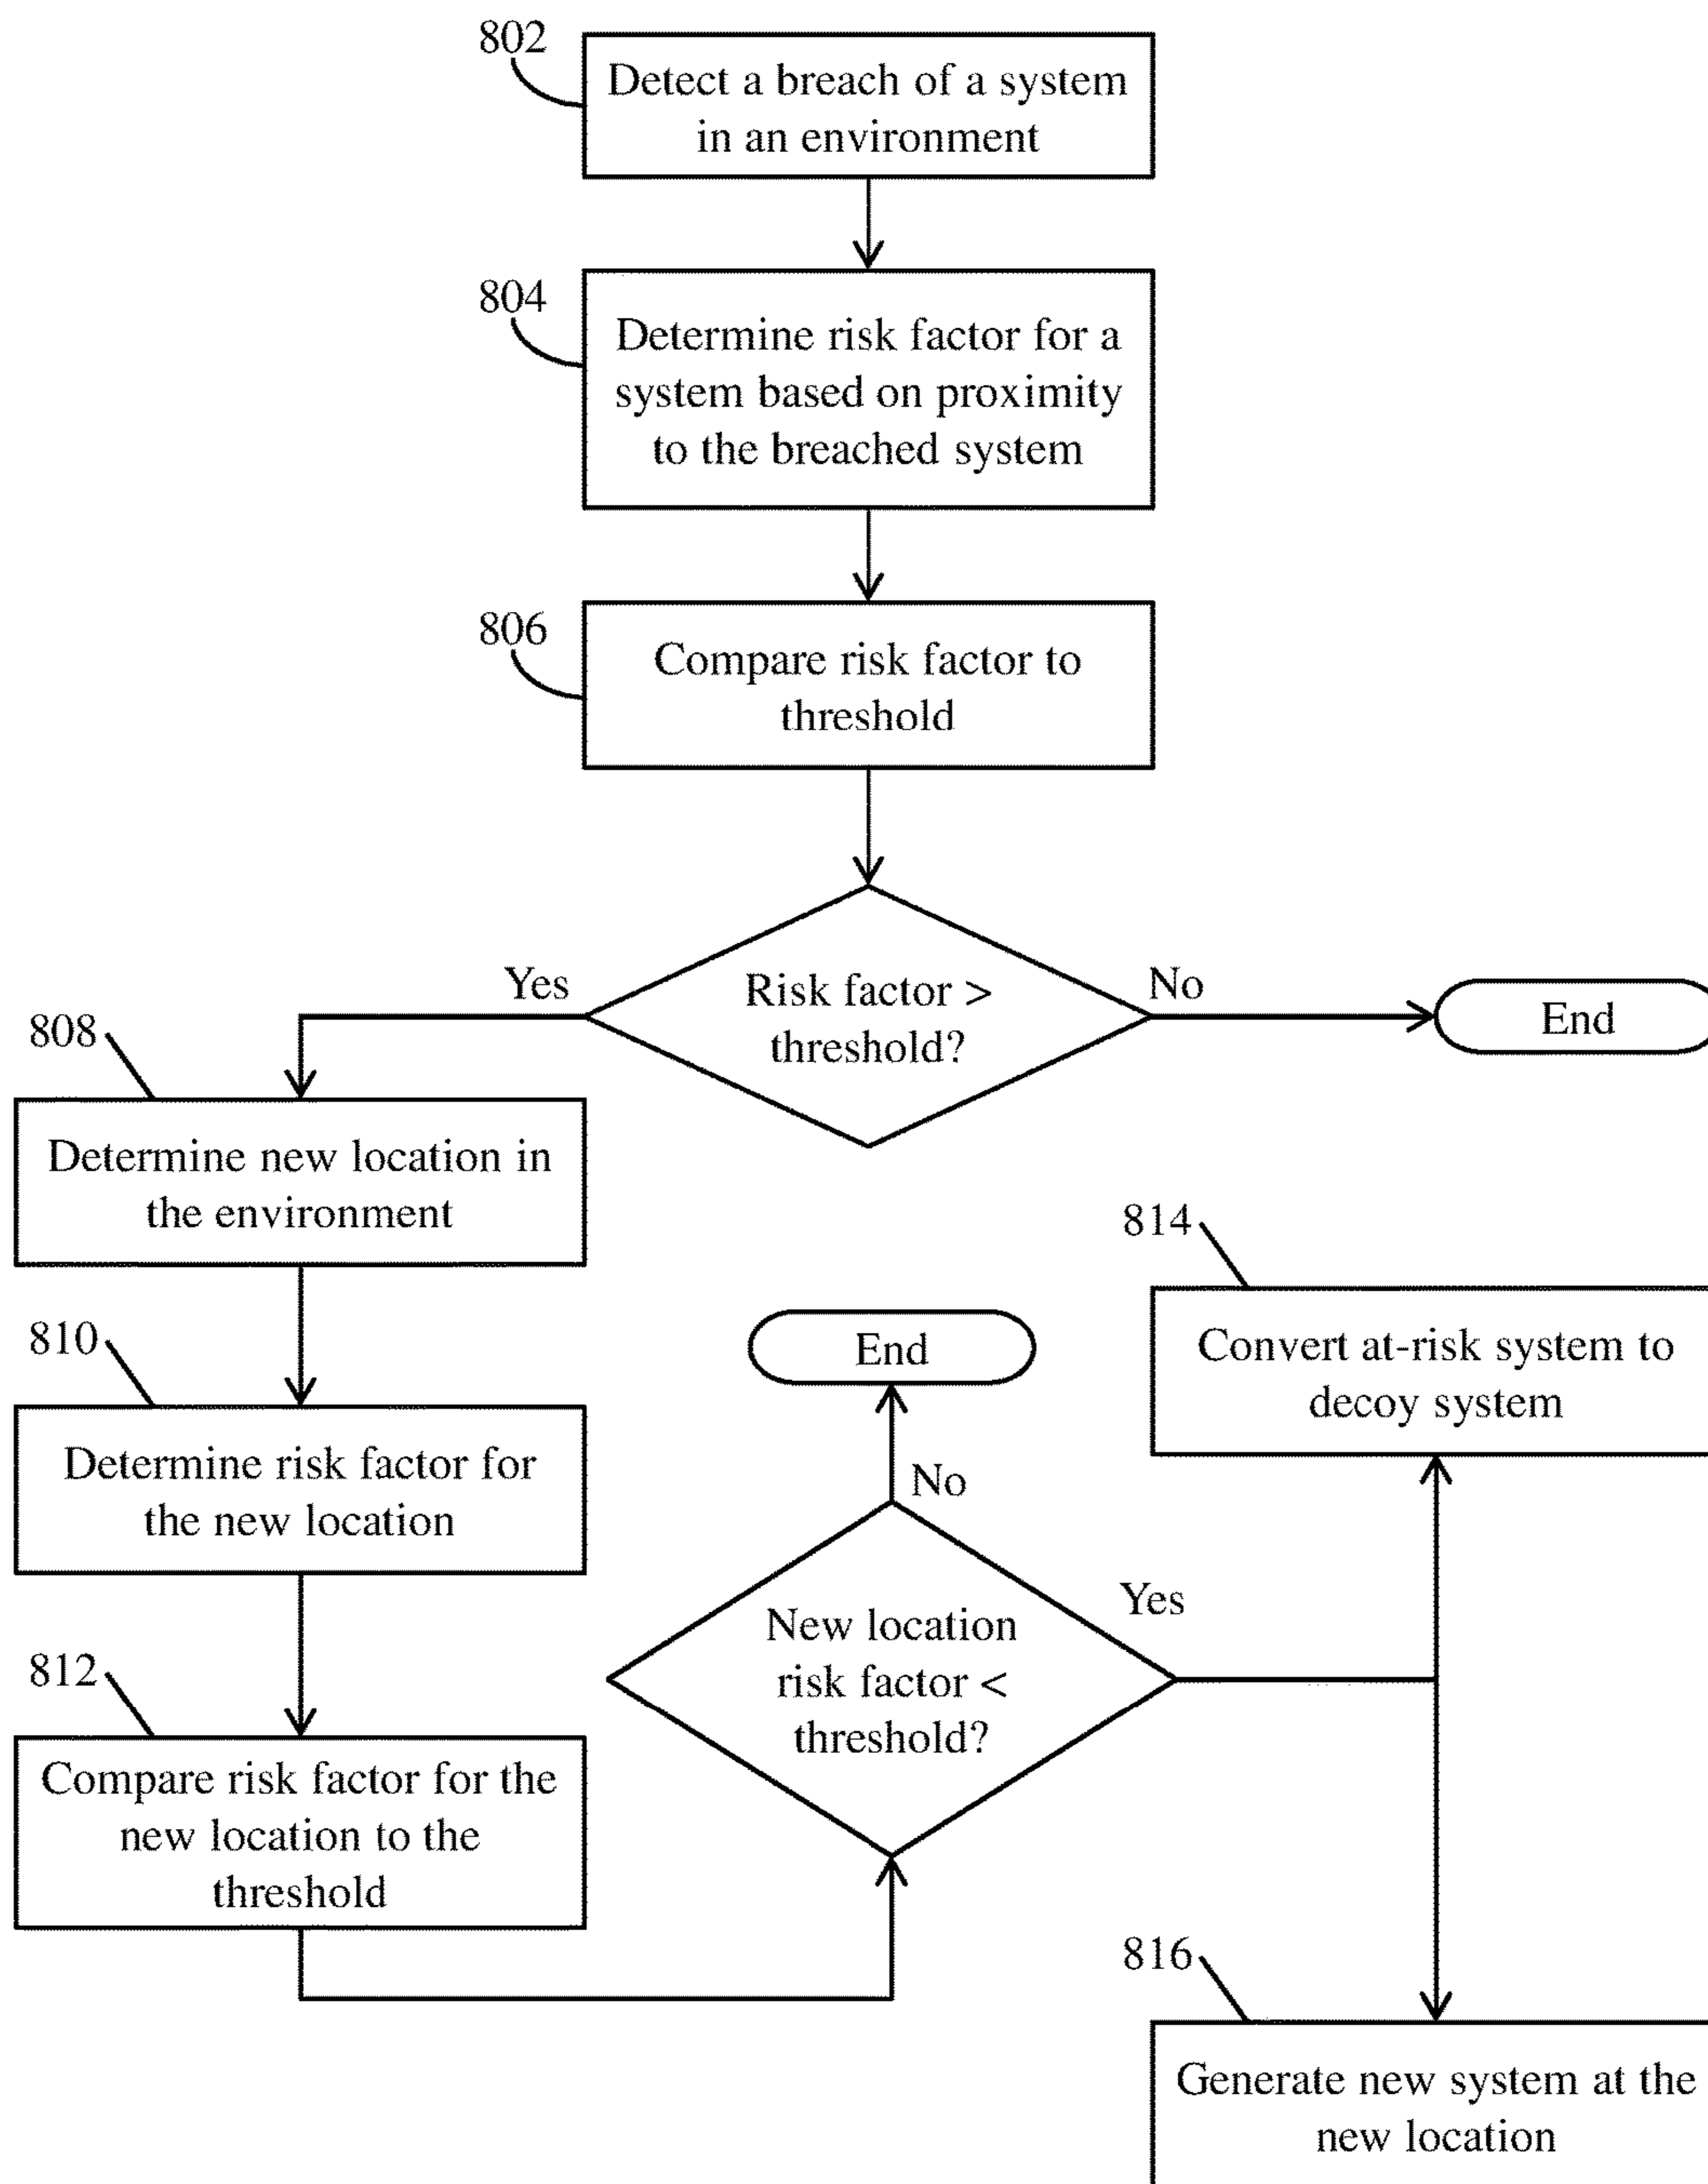 802
Detect a breach of a system
in an environment
804
Determine risk factor for a
system based on proximity
to the breached system
806
Compare risk factor to
threshold
Yes
Risk factor >
threshold?
No
End
808
Determine new location in
the environment
810
Determine risk factor for
the new location
812
Compare risk factor for the
new location to the
threshold
End
No
New location
risk factor <
threshold?
Yes
814
Convert at-risk system to
decoy system
816
Generate new system at the
new location